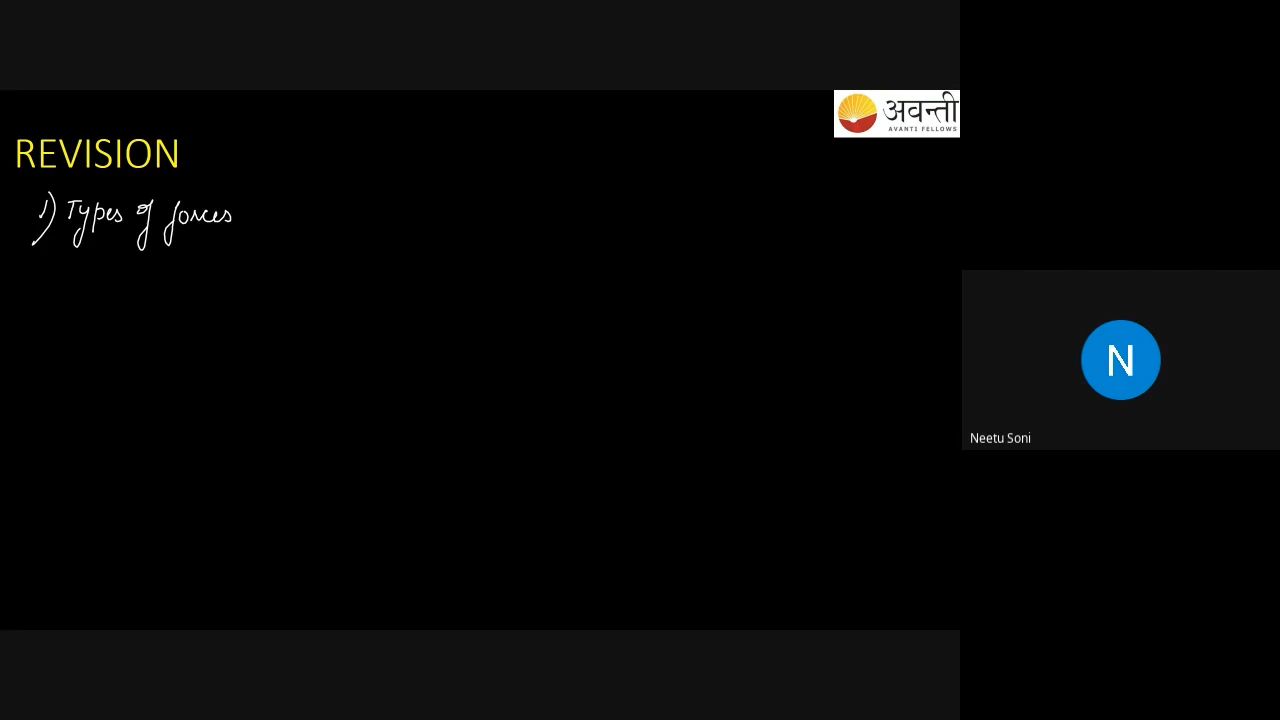 अवन्ती
AVANTI FELLOWS
REVISION
1) Types of forces
N
Neetu Soni